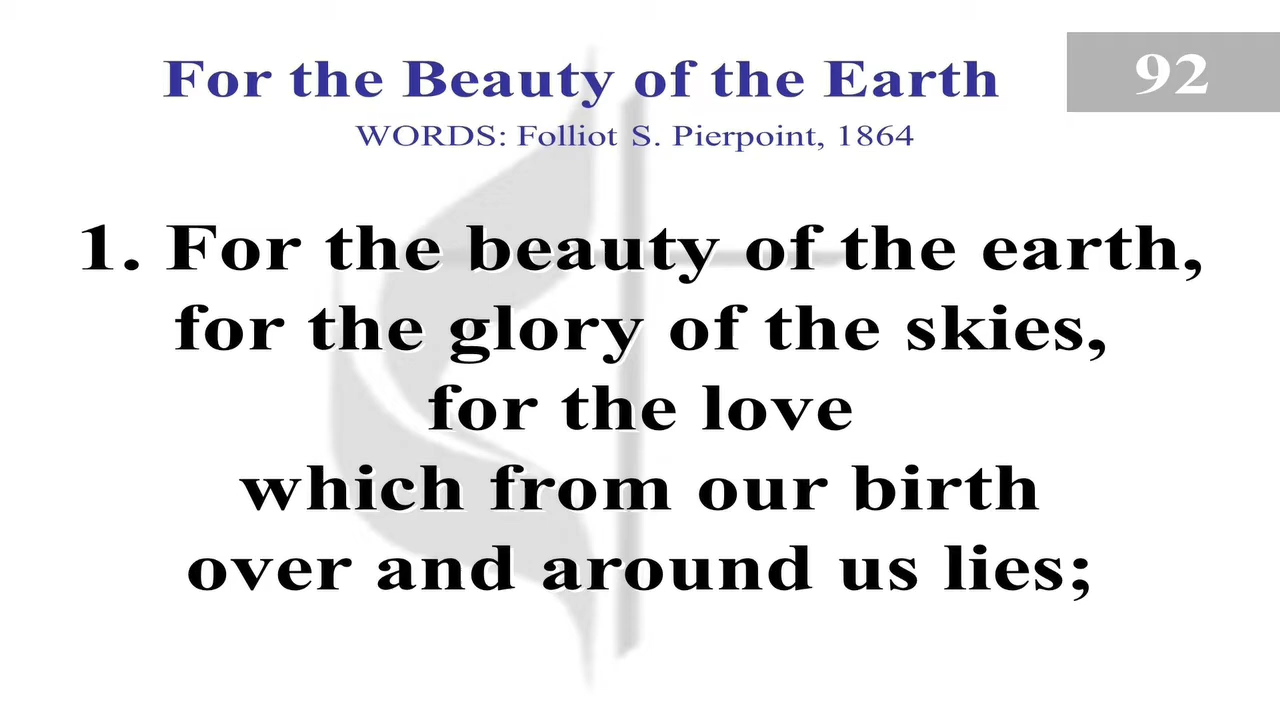 For the Beauty of the Earth
92
WORDS: Folliot S. Pierpoint, 1864
1. For the beauty of the earth,
for the glory of the skies,
for the love
which from our birth
over and around us lies;